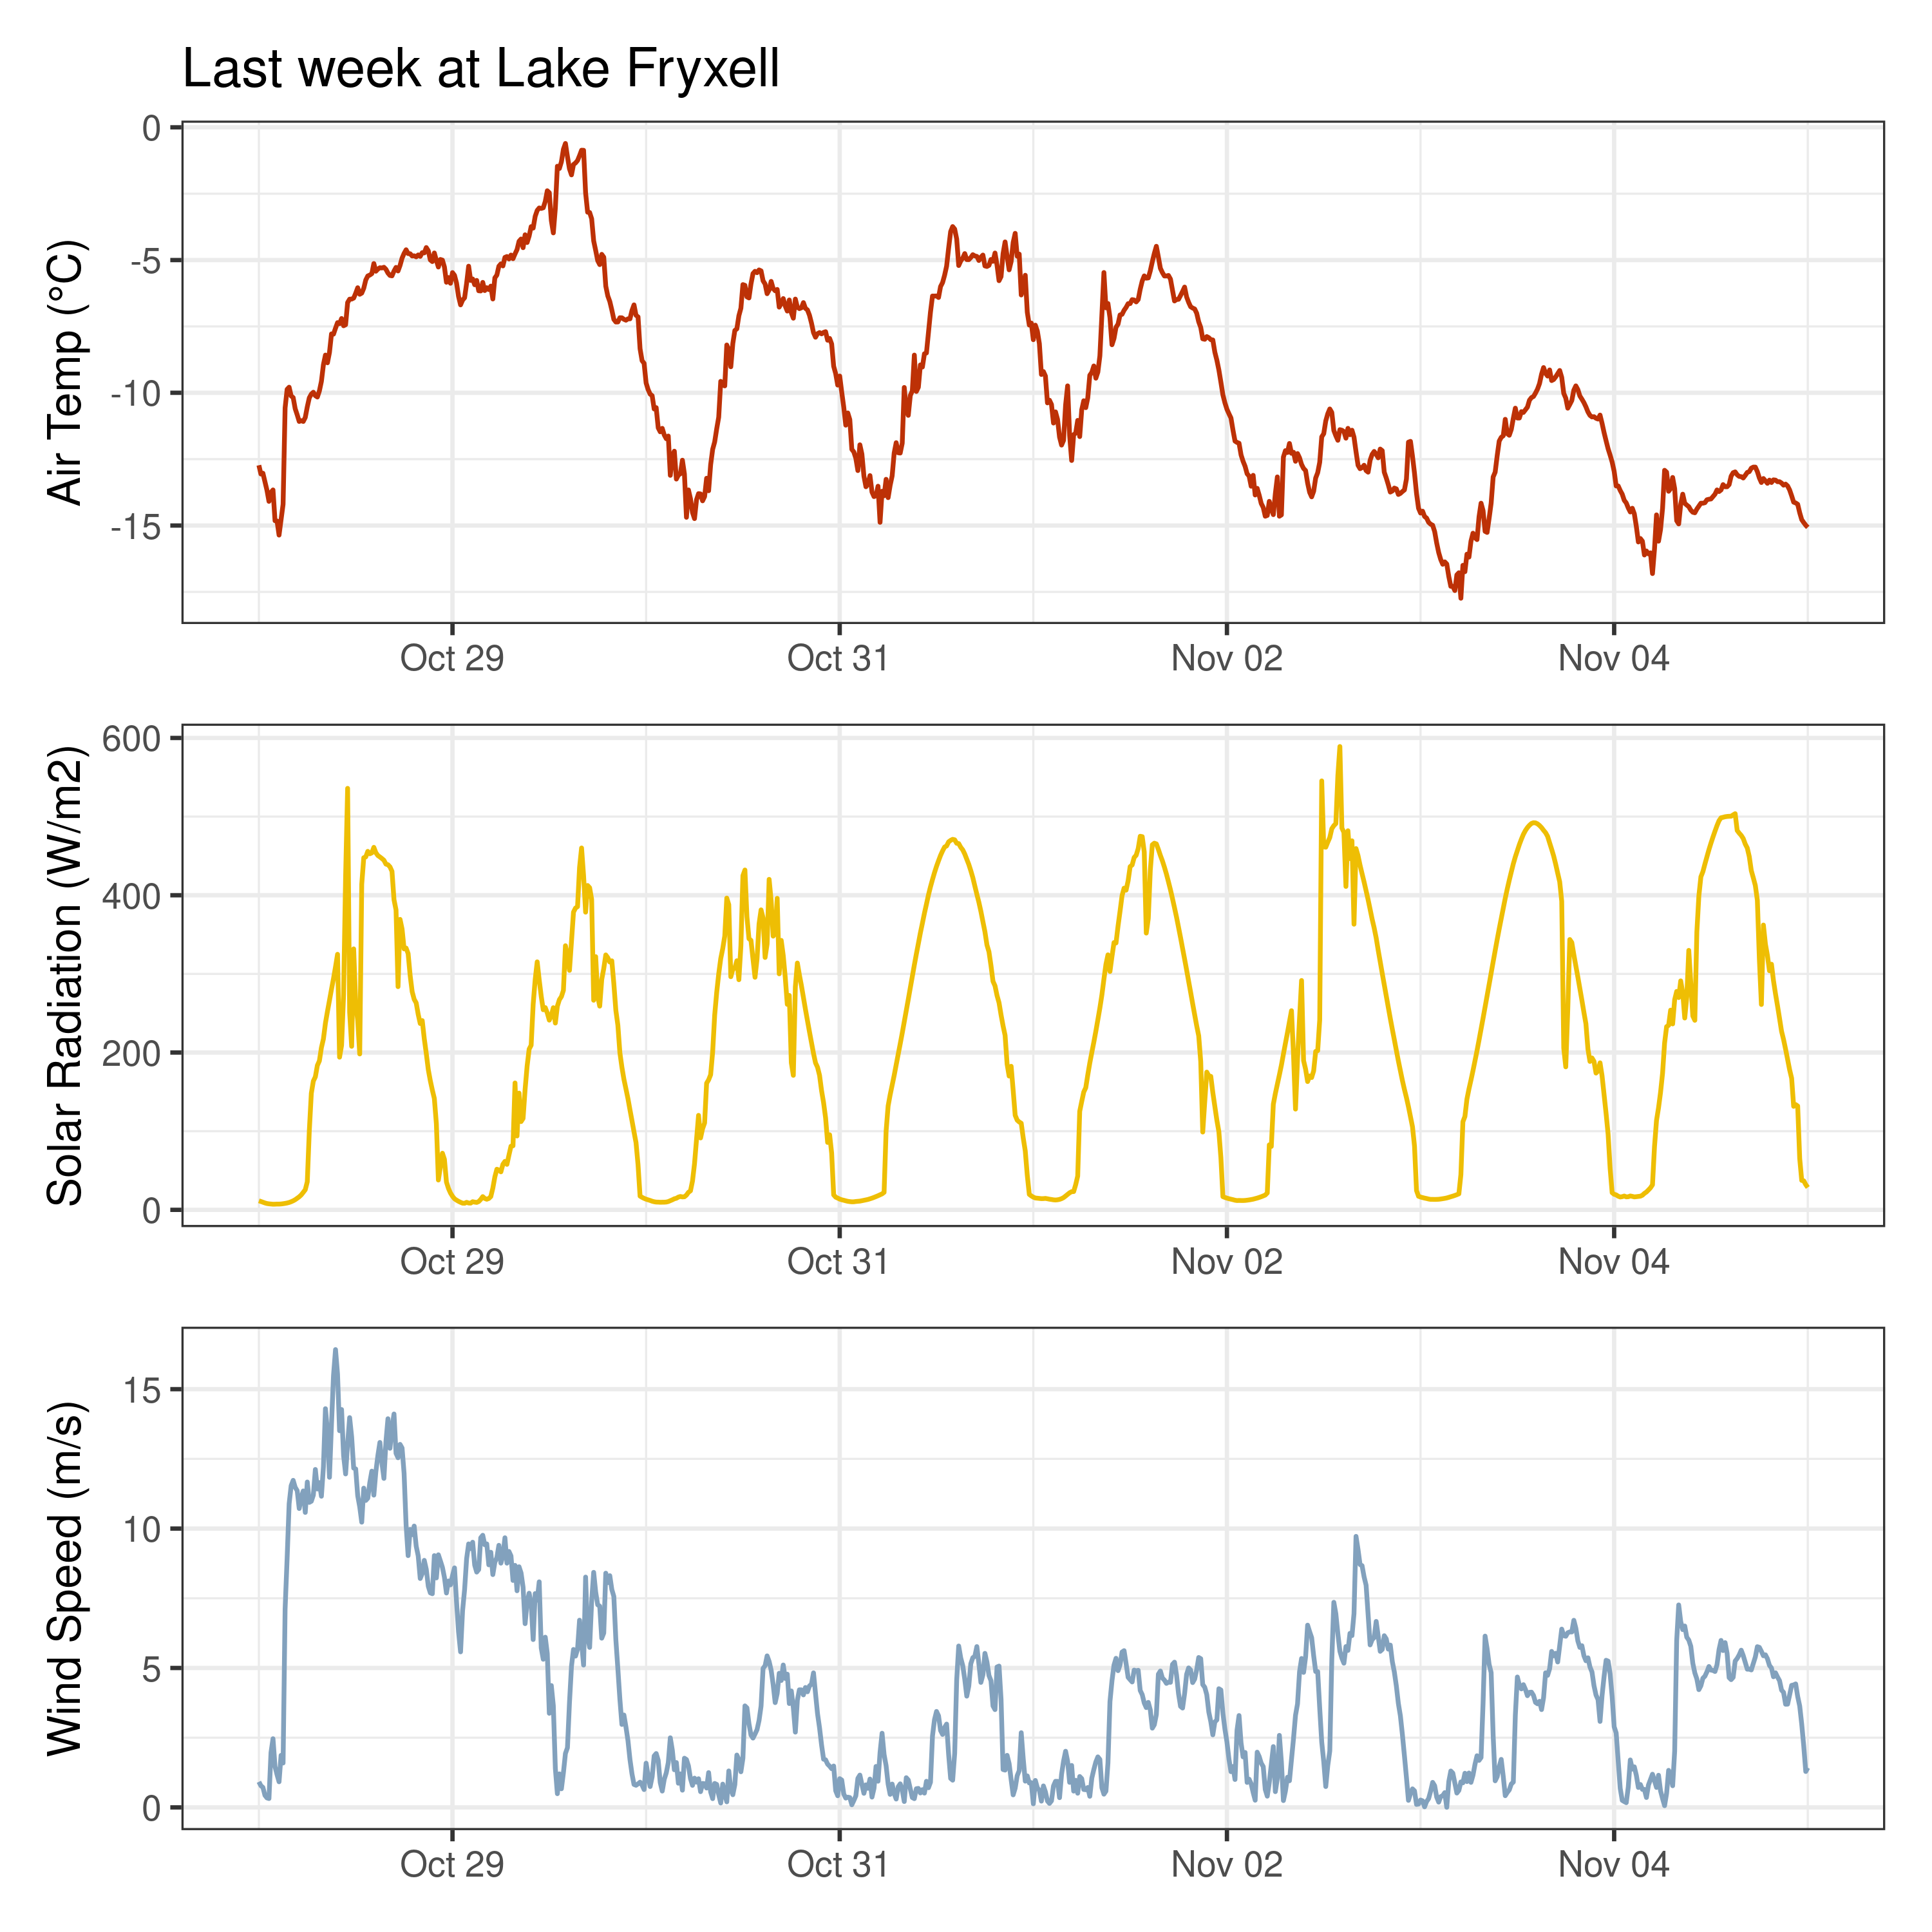 Last week at Lake Fryxell
Air Temp (°C)
0
-5
-10
-15
Oct 29 Oct 31 Nov 02 Nov 04
Solar Radiation (W/m2)
600
400
200
0
Oct 29 Oct 31 Nov 02 Nov 04
Wind Speed (m/s)
15
10
5
0
Oct 29 Oct 31 Nov 02 Nov 04